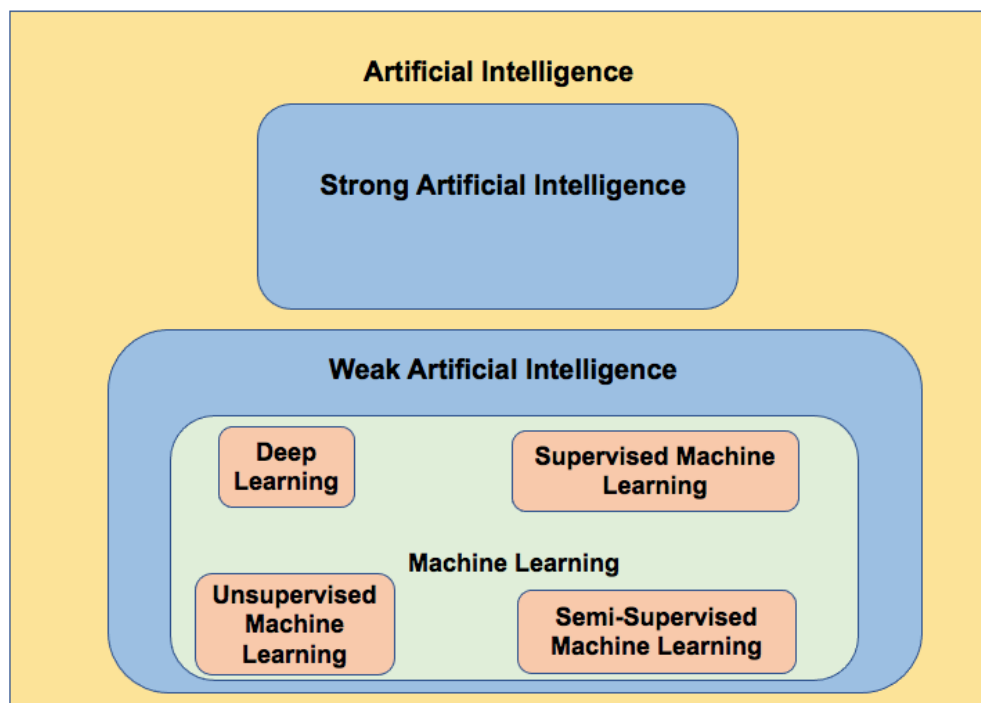 Artificial Intelligence
Strong Artificial Intelligence
Weak Artificial Intelligence
Deep
Learning
Supervised Machine
Learning
Machine Learning
Unsupervised
Machine
Learning
Semi-Supervised
Machine Learning